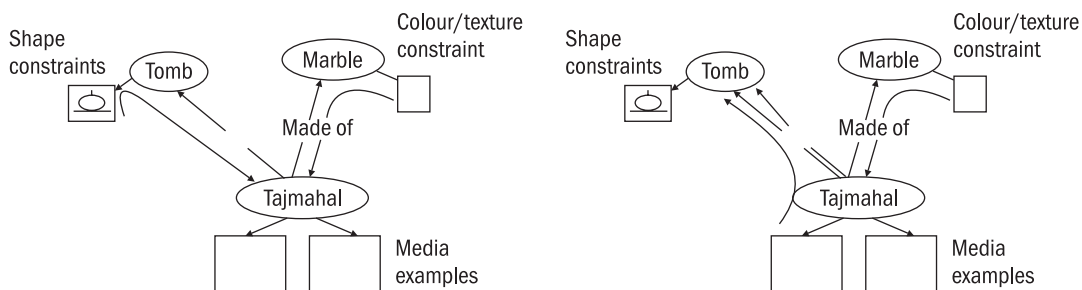 Shape
constraints
Tomb
Marble
Colour/texture
constraint
Made of
Tajmahal
Media
examples
Shape
constraints
Tomb
Marble
Colour/texture
constraint
Made of
Tajmahal
Media
examples